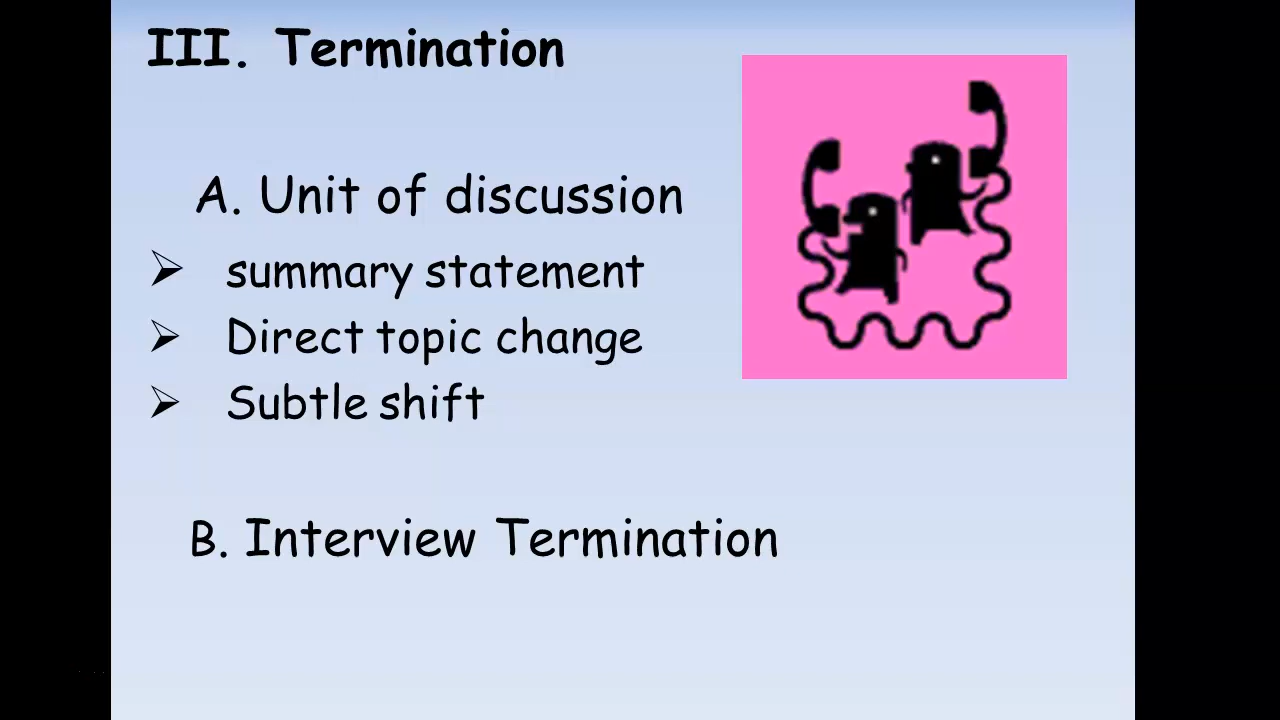 III. Termination
A. Unit of discussion
➢ summary statement
➢ Direct topic change
➢ Subtle shift
B. Interview Termination